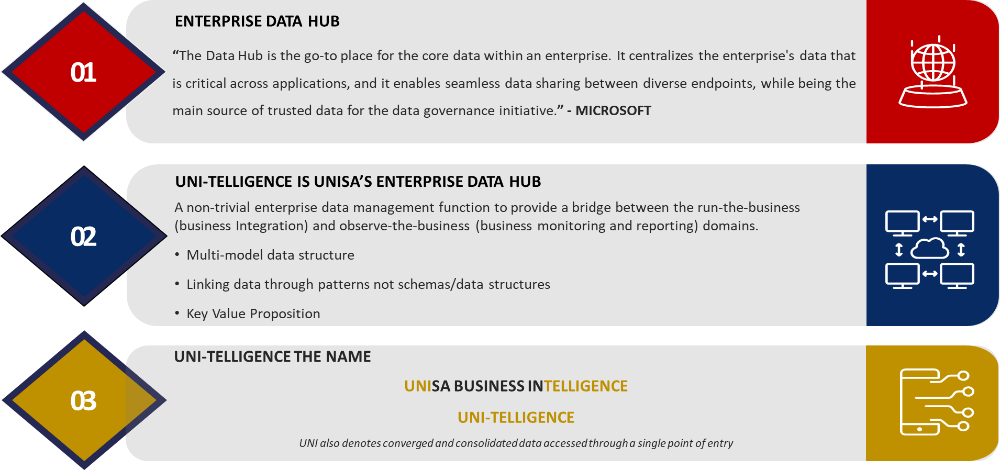 01
ENTERPRISE DATA HUB
“The Data Hub is the go-to place for the core data within an enterprise. It centralizes the enterprise's data that
is critical across applications, and it enables seamless data sharing between diverse endpoints, while being the
main source of trusted data for the data governance initiative.” - MICROSOFT
02
UNI-TELLIGENCE IS UNISA’S ENTERPRISE DATA HUB
A non-trivial enterprise data management function to provide a bridge between the run-the-business
(business Integration) and observe-the-business (business monitoring and reporting) domains.
• Multi-model data structure
• Linking data through patterns not schemas/data structures
• Key Value Proposition
03
UNI-TELLIGENCE THE NAME
UNISA BUSINESS INTELLIGENCE
UNI-TELLIGENCE
UNI also denotes converged and consolidated data accessed through a single point of entry